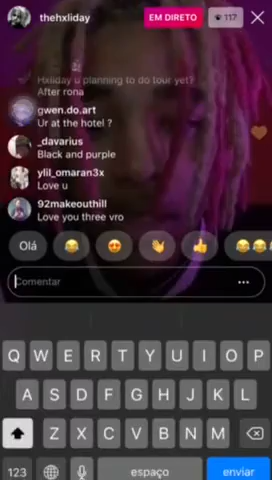 thehxliday
EM DIRETO
117
Hxliday u planning to do tour yet?
After rona
gwen.do.art
Ur at the hotel ?
_davarius
Black and purple
ylil_omaran3x
Love u
92makeouthill
Love you three vro
Olá
Comentar
Q W E R T Y U I O P
A S D F G H J K L
Z X C V B N M
123 espaço enviar